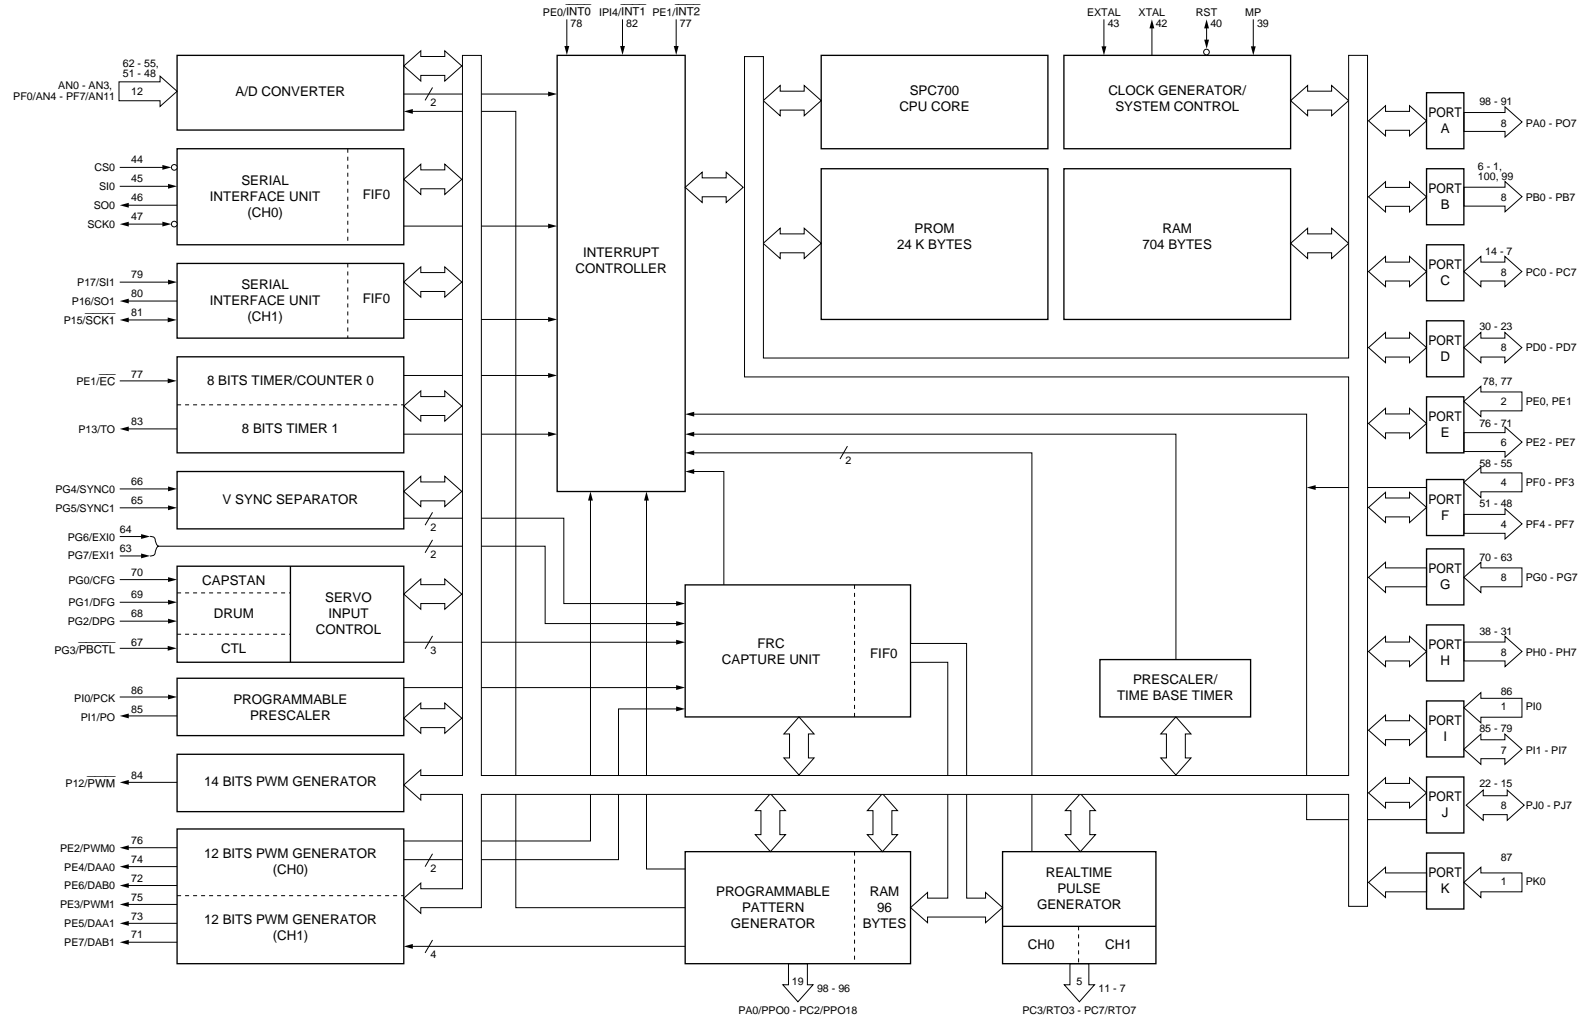 PE0/INT0
78
IPI4/INT1
82
PE1/INT2
77
EXTAL
43
XTAL
42
RST
40
MP
39
62 - 55,
51 - 48
AN0 - AN3,
PF0/AN4 - PF7/AN11
12
A/D CONVERTER
2
CS0
44
SI0
45
SO0
46
SCK0
47
SERIAL
INTERFACE UNIT
(CH0)
FIF0
P17/SI1
79
P16/SO1
80
P15/SCK1
81
SERIAL
INTERFACE UNIT
(CH1)
FIF0
PE1/EC
77
8 BITS TIMER/COUNTER 0
P13/TO
83
8 BITS TIMER 1
PG4/SYNC0
66
PG5/SYNC1
65
V SYNC SEPARATOR
2
PG6/EXI0
64
PG7/EXI1
63
2
PG0/CFG
70
PG1/DFG
69
PG2/DPG
68
PG3/PBCTL
67
CAPSTAN
DRUM
CTL
SERVO
INPUT
CONTROL
3
PI0/PCK
86
PI1/PO
85
PROGRAMMABLE
PRESCALER
P12/PWM
84
14 BITS PWM GENERATOR
PE2/PWM0
76
PE4/DAA0
74
PE6/DAB0
72
PE3/PWM1
75
PE5/DAA1
73
PE7/DAB1
71
12 BITS PWM GENERATOR
(CH0)
2
12 BITS PWM GENERATOR
(CH1)
4
INTERRUPT
CONTROLLER
SPC700
CPU CORE
CLOCK GENERATOR/
SYSTEM CONTROL
PROM
24 K BYTES
RAM
704 BYTES
2
FRC
CAPTURE UNIT
FIF0
PRESCALER/
TIME BASE TIMER
PROGRAMMABLE
PATTERN
GENERATOR
RAM
96
BYTES
REALTIME
PULSE
GENERATOR
CH0
CH1
19
98 - 96
PA0/PPO0 - PC2/PPO18
5
11 - 7
PC3/RTO3 - PC7/RTO7
PORT
A
98 - 91
8
PA0 - PO7
PORT
B
6 - 1,
100, 99
8
PB0 - PB7
PORT
C
14 - 7
8
PC0 - PC7
PORT
D
30 - 23
8
PD0 - PD7
PORT
E
78, 77
2
PE0, PE1
76 - 71
6
PE2 - PE7
PORT
F
58 - 55
4
PF0 - PF3
51 - 48
4
PF4 - PF7
PORT
G
70 - 63
8
PG0 - PG7
PORT
H
38 - 31
8
PH0 - PH7
PORT
I
86
1
PI0
85 - 79
7
PI1 - PI7
PORT
J
22 - 15
8
PJ0 - PJ7
PORT
K
87
1
PK0